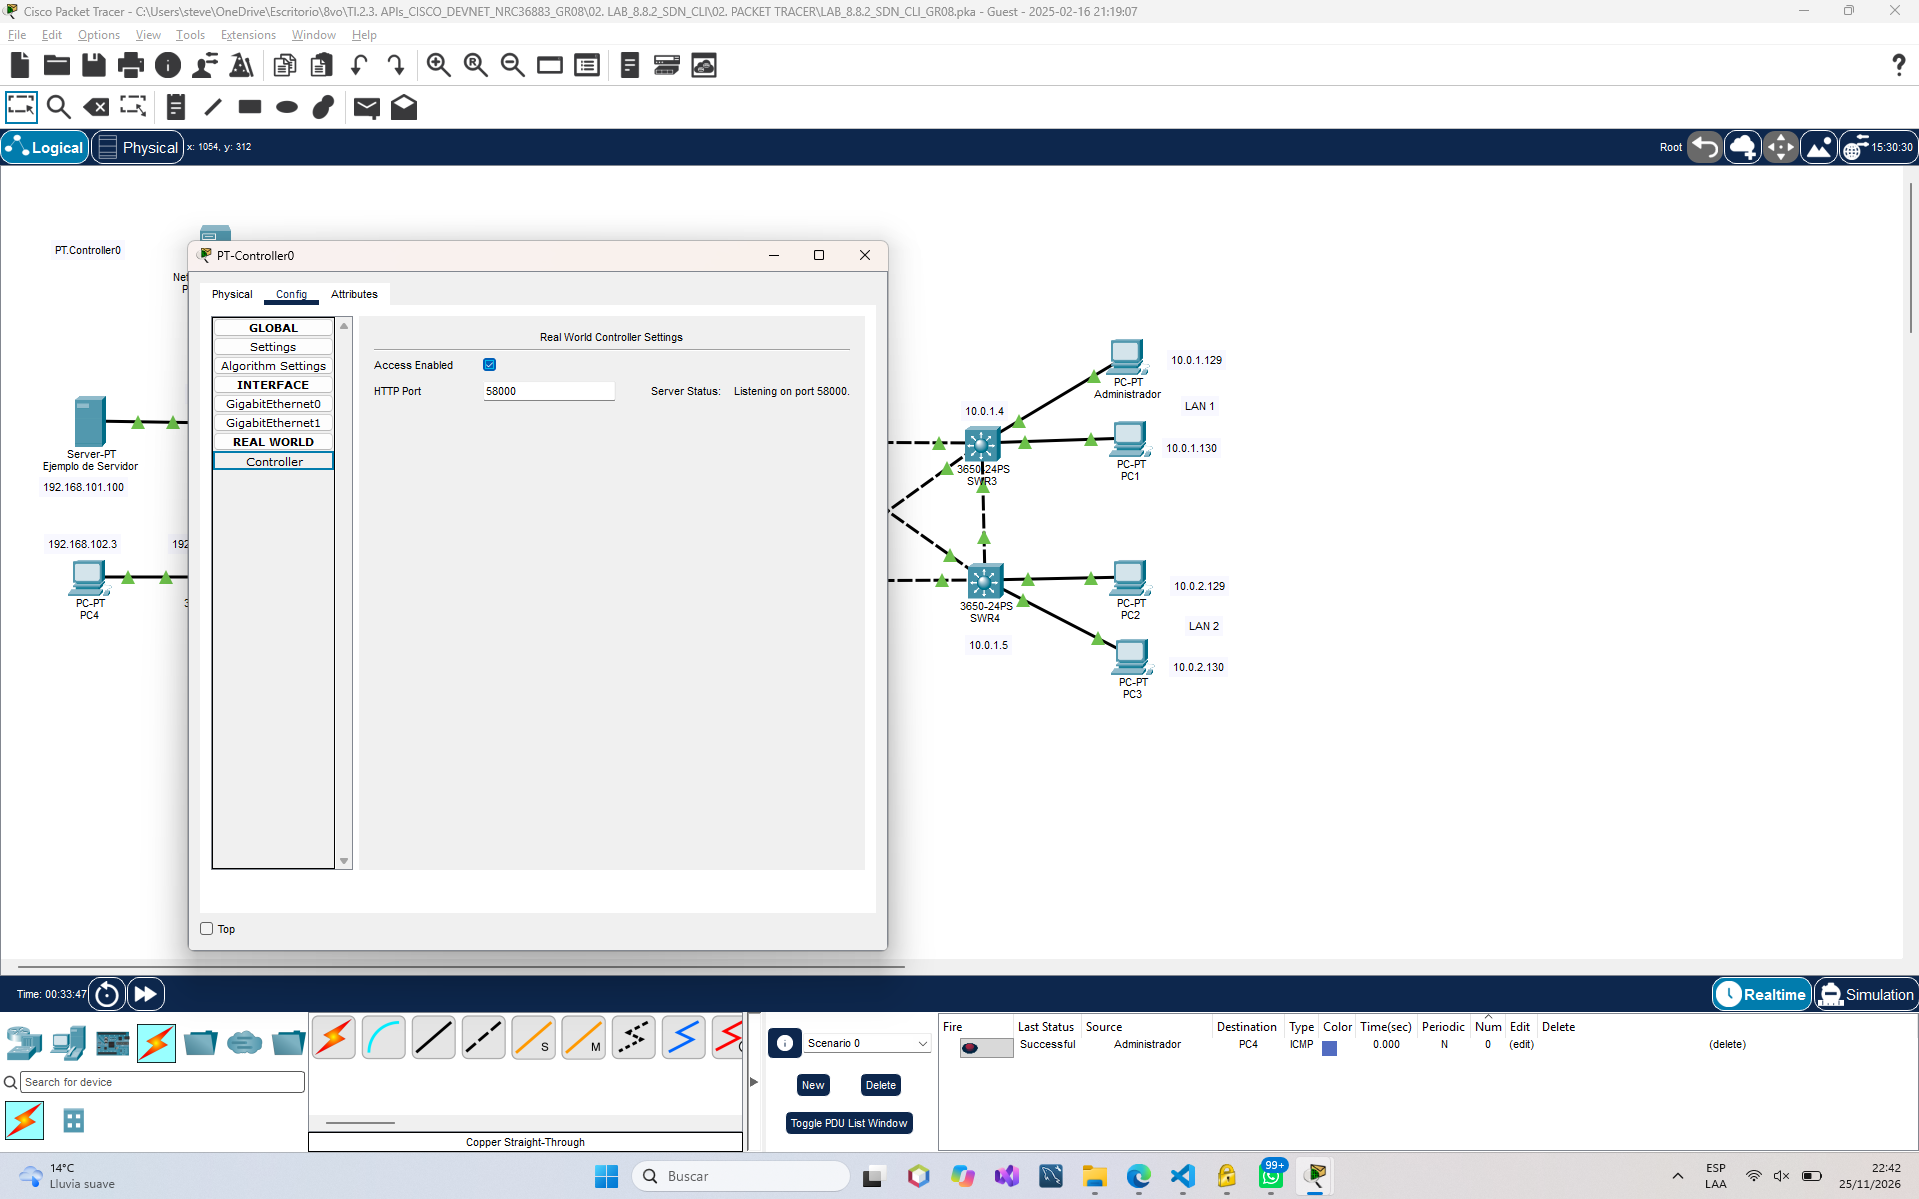 Cisco Packet Tracer - C:\Users\steve\OneDrive\Escritorio\8vo\TI.2.3. APIs_CISCO_DEVNET_NRC36883_GR08\02. LAB_8.8.2_SDN_CLI\02. PACKET TRACER\LAB_8.8.2_SDN_CLI_GR08.pka - Guest - 2025-02-16 21:19:07
File Edit Options View Tools Extensions Window Help
Logical Physical x: 1054, y: 312
Root 15:30:30
PT.Controller0
Net
P
PT-Controller0
Physical Config Attributes
GLOBAL
Settings
Algorithm Settings
INTERFACE
GigabitEthernet0
GigabitEthernet1
REAL WORLD
Controller
Real World Controller Settings
Access Enabled
HTTP Port 58000 Server Status: Listening on port 58000.
Top
Server-PT
Ejemplo de Servidor
192.168.101.100
192.168.102.3 192
PC-PT
PC4
3
10.0.1.4
3650-24PS
SWR3
3650-24PS
SWR4
10.0.1.5
PC-PT
Administrador
10.0.1.129
LAN 1
PC-PT
PC1
10.0.1.130
PC-PT
PC2
10.0.2.129
LAN 2
PC-PT
PC3
10.0.2.130
Time: 00:33:47
Realtime Simulation
S M
Search for device
Copper Straight-Through
Scenario 0
New Delete
Toggle PDU List Window
Fire Last Status Source Destination Type Color Time(sec) Periodic Num Edit Delete
Successful Administrador PC4 ICMP 0.000 N 0 (edit) (delete)
14°C
Lluvia suave
Buscar
99+
ESP
LAA
22:42
25/11/2026